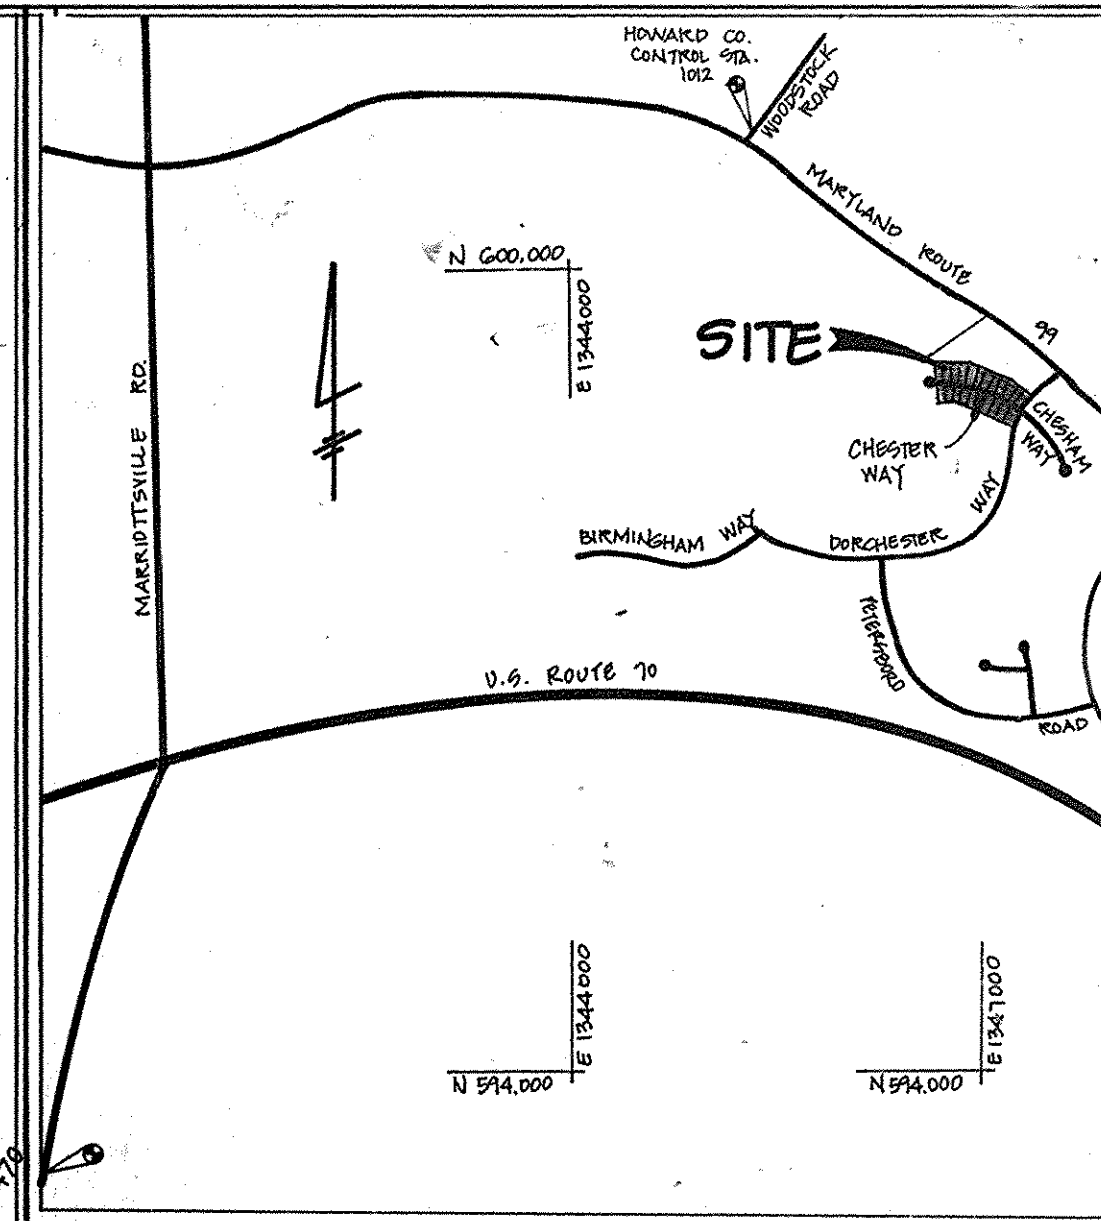 HOWARD CO.
CONTROL STA.
1012
WOODSTOCK
ROAD
MARYLAND ROUTE 99
N 600,000
E 1344000
SITE
MARRIOTTSVILLE RD.
CHESHAM
WAY
CHESTER
WAY
BIRMINGHAM WAY
DORCHESTER WAY
PETERSBORO ROAD
U.S. ROUTE 70
E 1344000
N 594,000
E 1347000
N 594,000